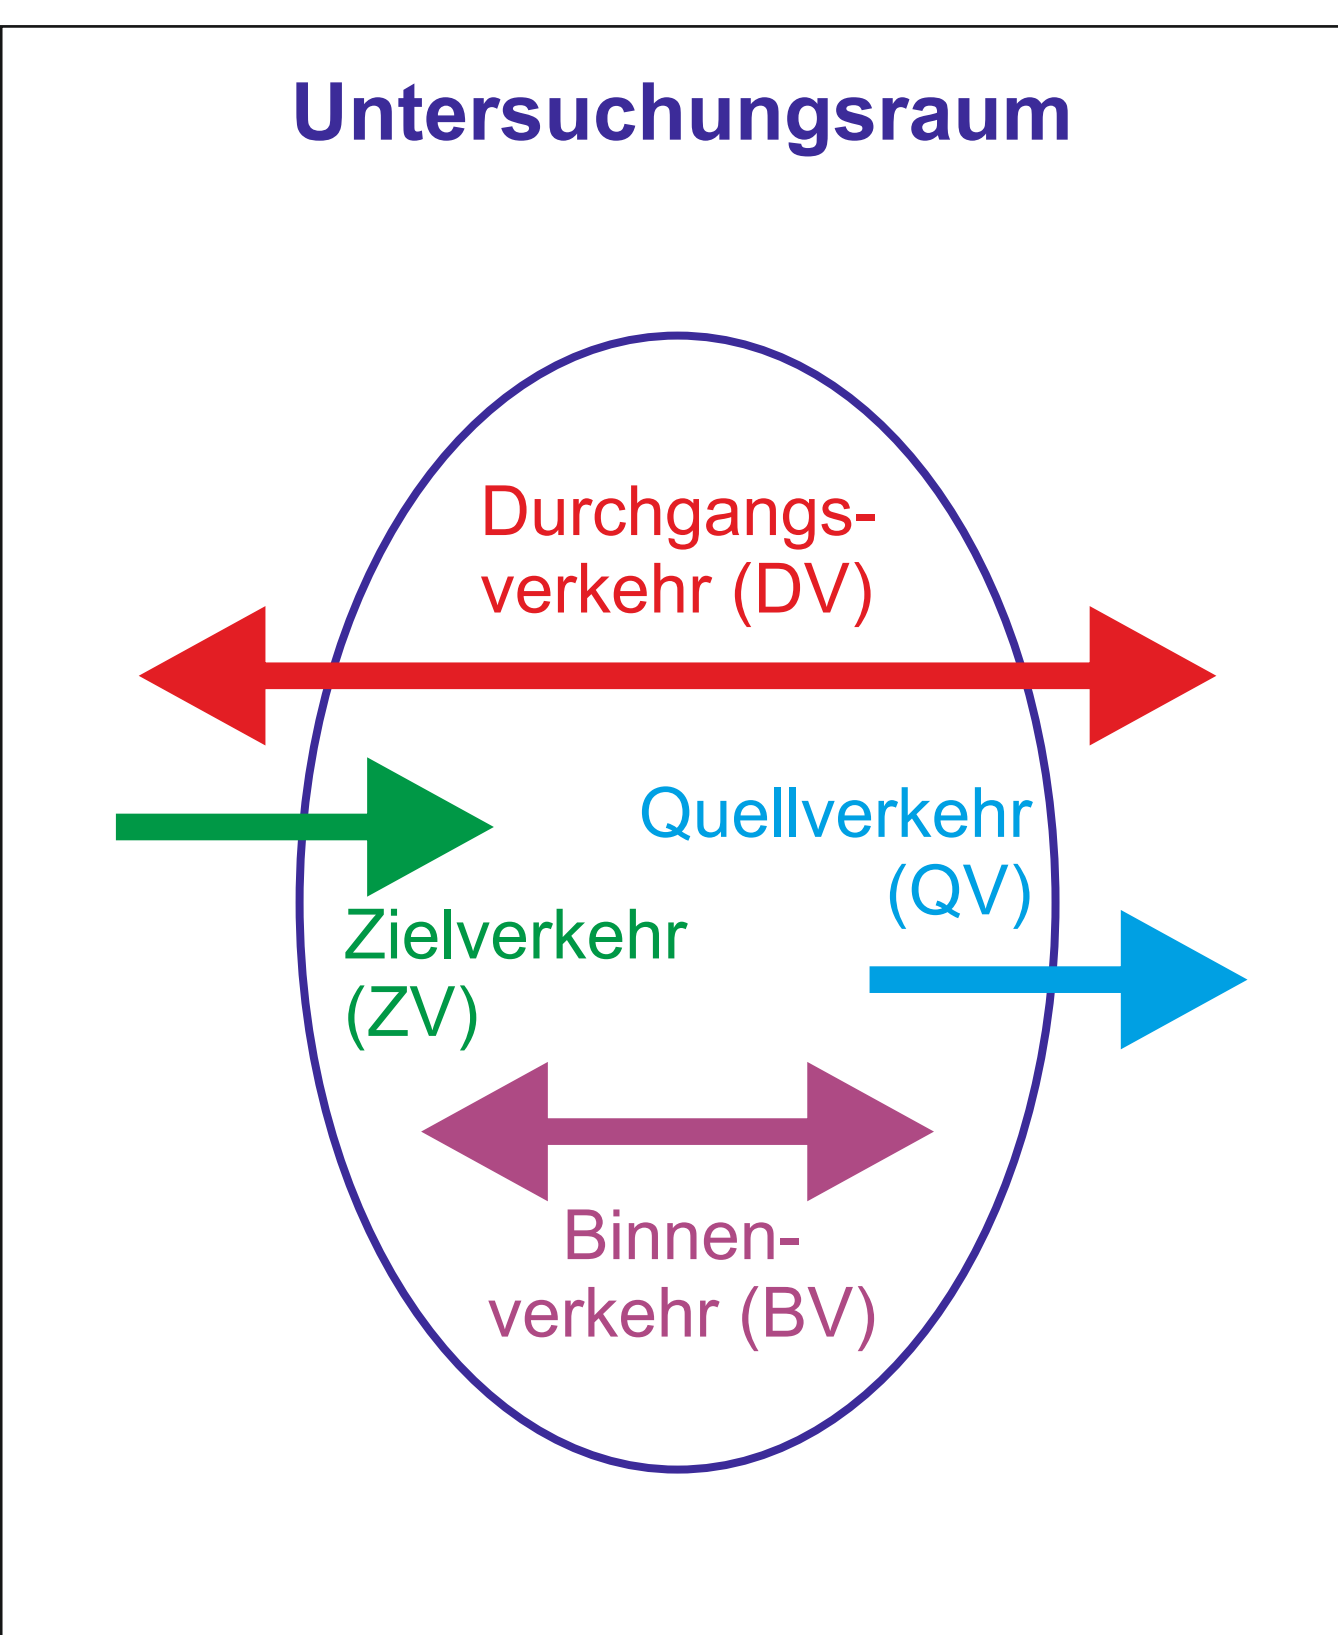 Untersuchungsraum
Durchgangs-
verkehr (DV)
Quellverkehr
(QV)
Zielverkehr
(ZV)
Binnen-
verkehr (BV)